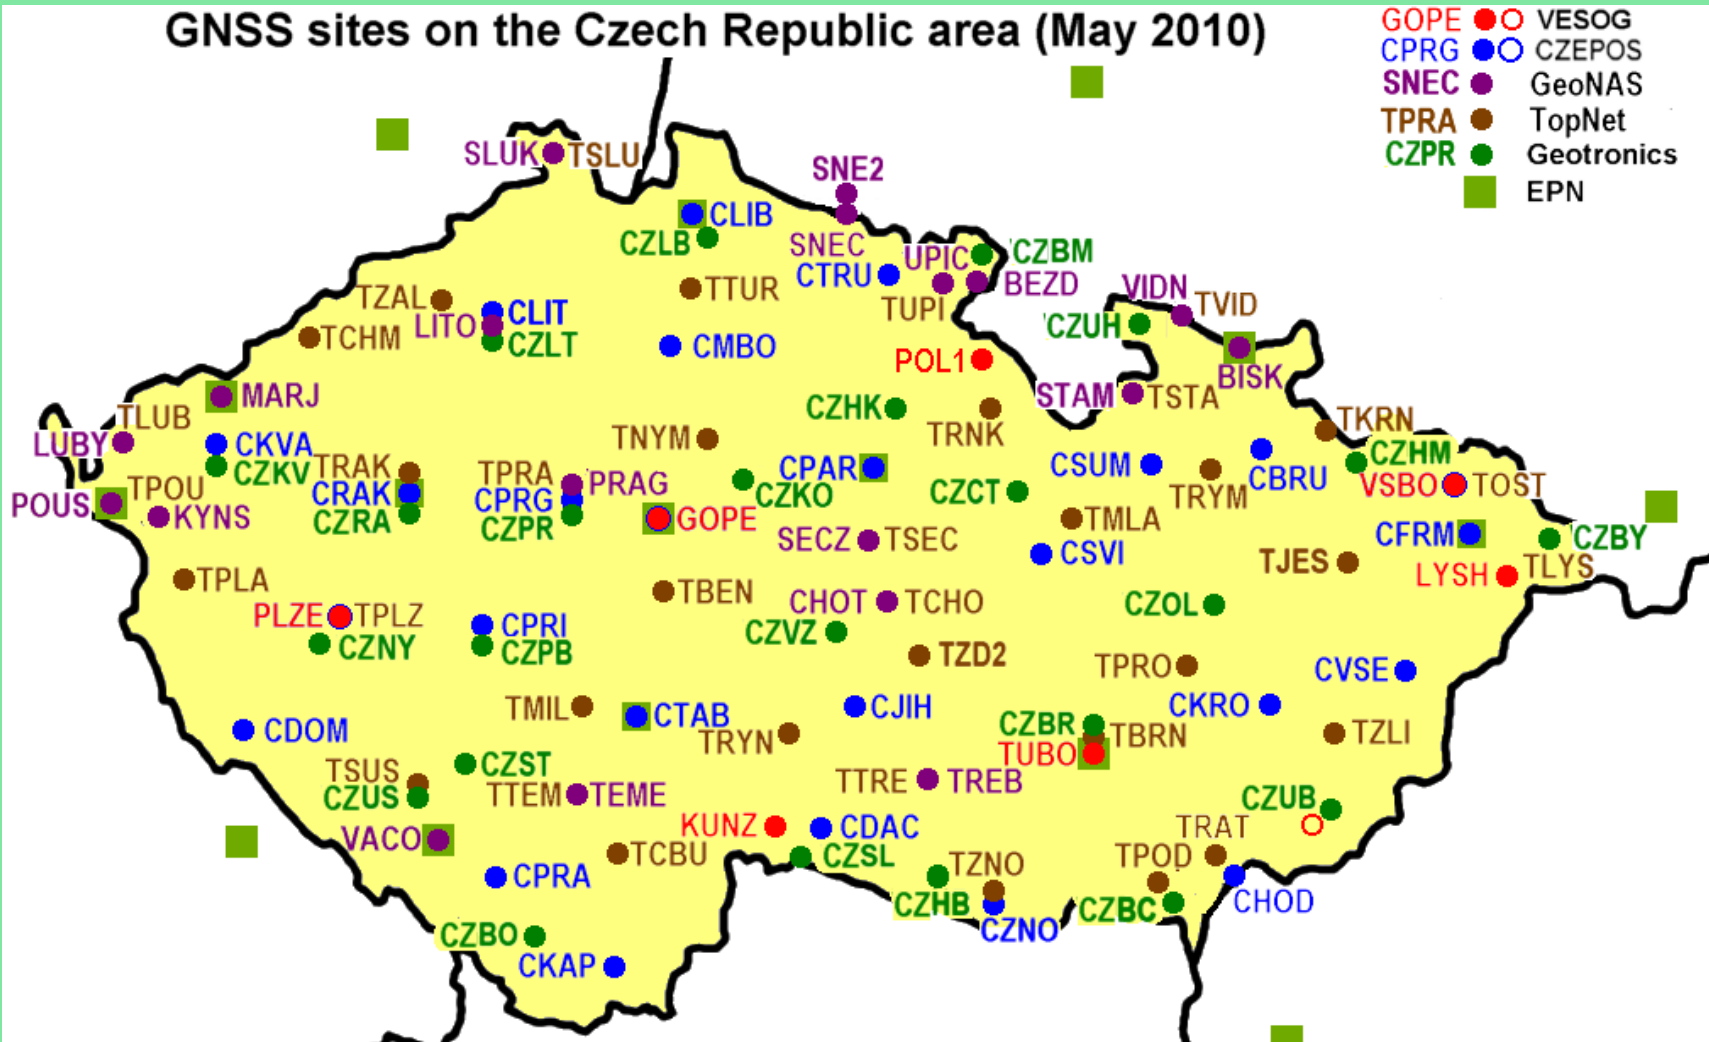 GNSS sites on the Czech Republic area (May 2010)
GOPE VESOG
CPRG CZEPOS
SNEC GeoNAS
TPRA TopNet
CZPR Geotronics
EPN
SLUK TSLU
SNE2
CLIB
CZLB
SNEC
UPIC CZBM
CTRU
BEZD
TTUR
TUPI
VIDN TVID
TZAL
CLIT
LITO
CZUH
TCHM
CZLT
CMBO
POL1
BISK
MARJ
STAM TSTA
TLUB
CZHK
TKRN
LUBY
CKVA
TNYM
TRNK
CZHM
CZKV
TRAK
TPRA
PRAG
CPAR
CSUM
CBRU
VSBO TOST
TPOU
CRAK
CPRG
CZKO
CZCT
TRYM
POUS
KYNS
CZRA
CZPR
GOPE
TMLA
SECZ TSEC
CFRM
CZBY
CSVI
TJES
TLYS
LYSH
TPLA
TBEN
CHOT TCHO
CZOL
PLZE TPLZ
CPRI
CZVZ
CZNY
CZPB
TZD2
TPRO
CVSE
TMIL
CTAB
CJIH
CKRO
CDOM
TRYN
CZBR
TBRN
TZLI
TUBO
CZST
TSUS
CZUS
TTEM TEME
TTRE TREB
CZUB
VACO
KUNZ
CDAC
TRAT
TCBU
CZSL
TZNO
TPOD
CPRA
CZHB
CZBC
CHOD
CZNO
CZBO
CKAP